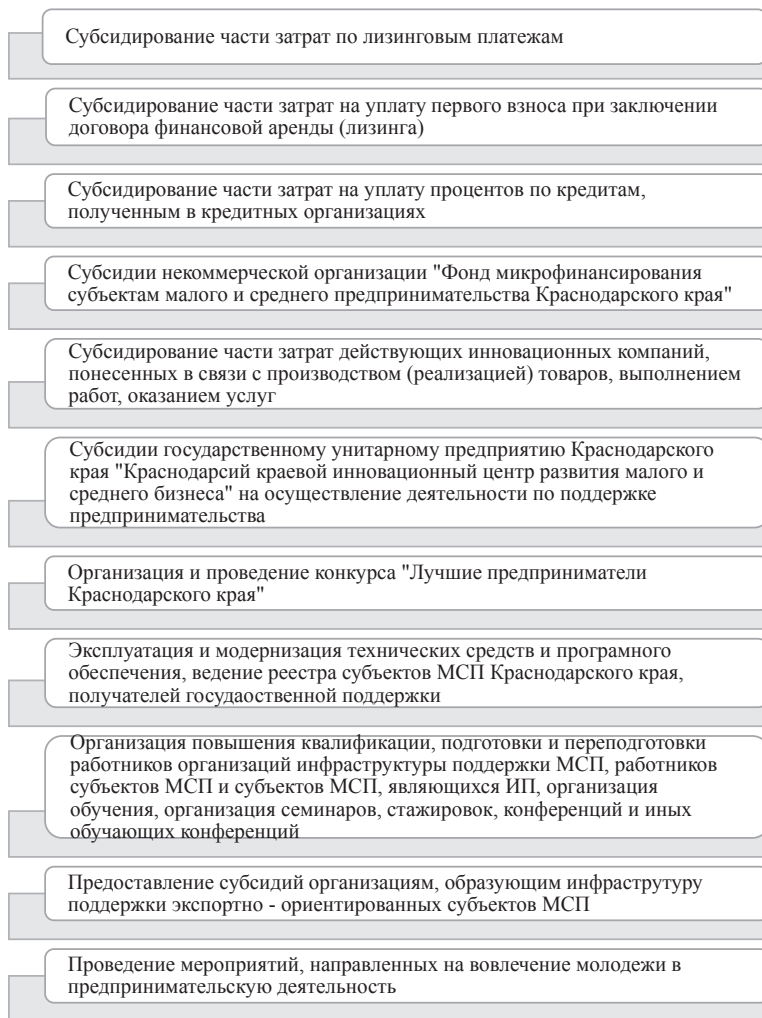 Субсидирование части затрат по лизинговым платежам
Субсидирование части затрат на уплату первого взноса при заключении
договора финансовой аренды (лизинга)
Субсидирование части затрат на уплату процентов по кредитам,
полученным в кредитных организациях
Субсидии некоммерческой организации "Фонд микрофинансирования
субъектам малого и среднего предпринимательства Краснодарского края"
Субсидирование части затрат действующих инновационных компаний,
понесенных в связи с производством (реализацией) товаров, выполнением
работ, оказанием услуг
Субсидии государственному унитарному предприятию Краснодарского
края "Краснодарсий краевой инновационный центр развития малого и
среднего бизнеса" на осуществление деятельности по поддержке
предпринимательства
Организация и проведение конкурса "Лучшие предприниматели
Краснодарского края"
Эксплуатация и модернизация технических средств и програмного
обеспечения, ведение реестра субъектов МСП Краснодарского края,
получателей государственной поддержки
Организация повышения квалификации, подготовки и переподготовки
работников организаций инфраструктуры поддержки МСП, работников
субъектов МСП и субъектов МСП, являющихся ИП, организация
обучения, организация семинаров, стажировок, конференций и иных
обучающих конференций
Предоставление субсидий организациям, образующим инфрастутуру
поддержки экспортно - ориентированных субъектов МСП
Проведение мероприятий, направленных на вовлечение молодежи в
предпринимательскую деятельность